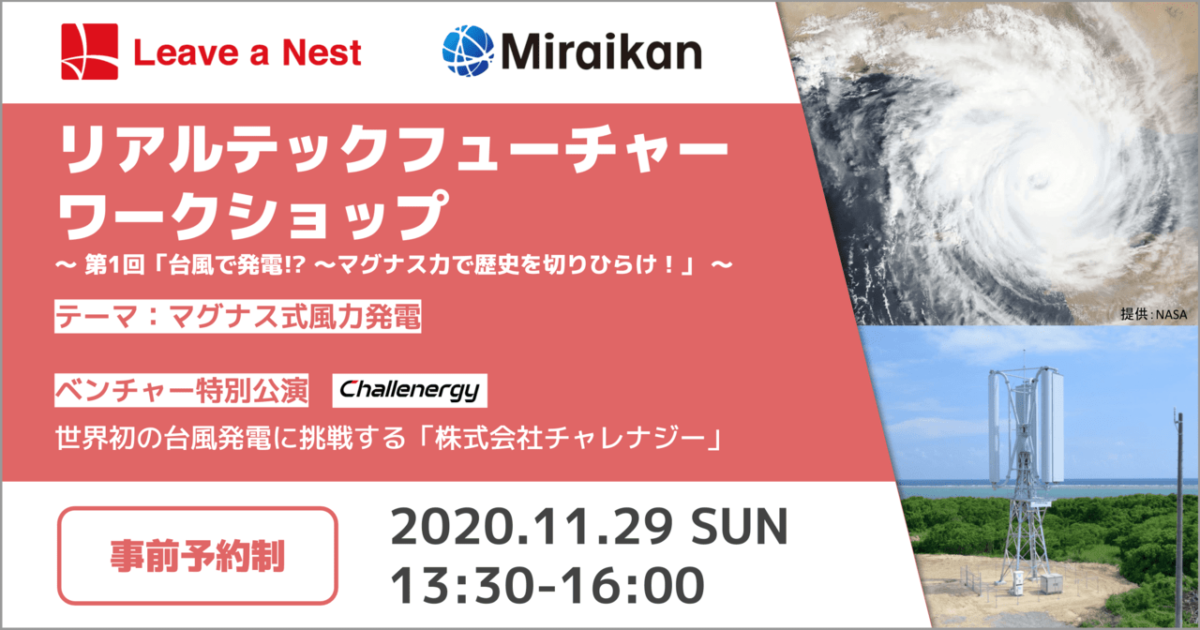 Leave a Nest
Miraikan
リアルテックフューチャー
ワークショップ
〜 第1回「台風で発電!? 〜マグナス力で歴史を切りひらけ！」 〜
テーマ：マグナス式風力発電
ベンチャー特別公演
Challenergy
世界初の台風発電に挑戦する「株式会社チャレナジー」
事前予約制
2020.11.29 SUN
13:30-16:00
提供：NASA